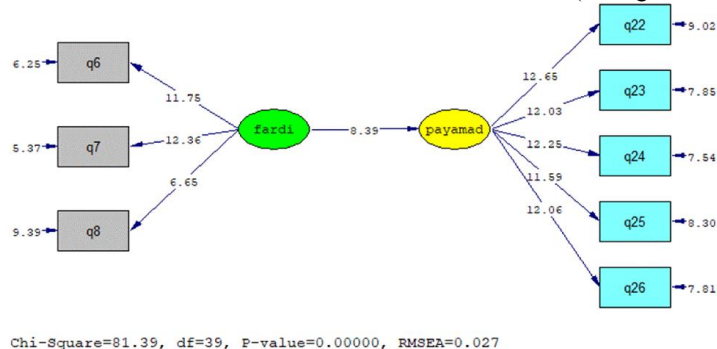 q22
9.02
6.25
q6
q23
7.85
11.75
12.65
12.03
5.37
q7
12.36
fardi
8.39
payamad
12.25
q24
7.54
11.59
6.65
12.06
q25
8.30
9.39
q8
q26
7.81
Chi-Square=81.39, df=39, P-value=0.00000, RMSEA=0.027